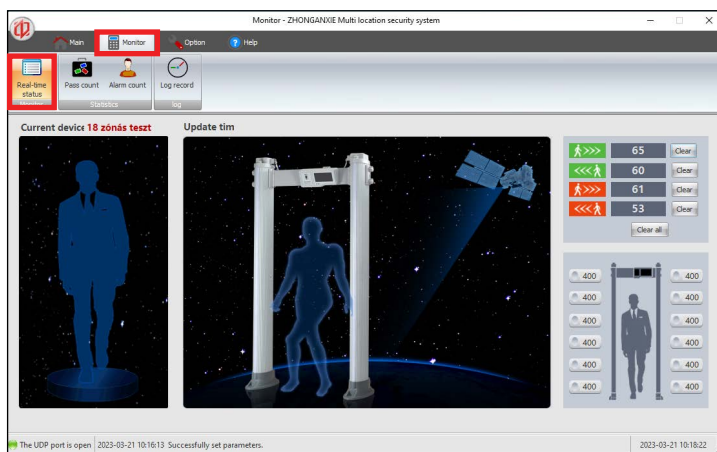 Monitor - ZHONGANXIE Multi location security system
Main
Monitor
Option
Help
Real-time status
Pass count
Alarm count
Log record
Monitor
Statistics
log
Current device 18 zónás teszt
Update tim
65 Clear
60 Clear
61 Clear
53 Clear
Clear all
400 400
400 400
400 400
400 400
400 400
400 400
The UDP port is open 2023-03-21 10:16:13 Successfully set parameters. 2023-03-21 10:18:22